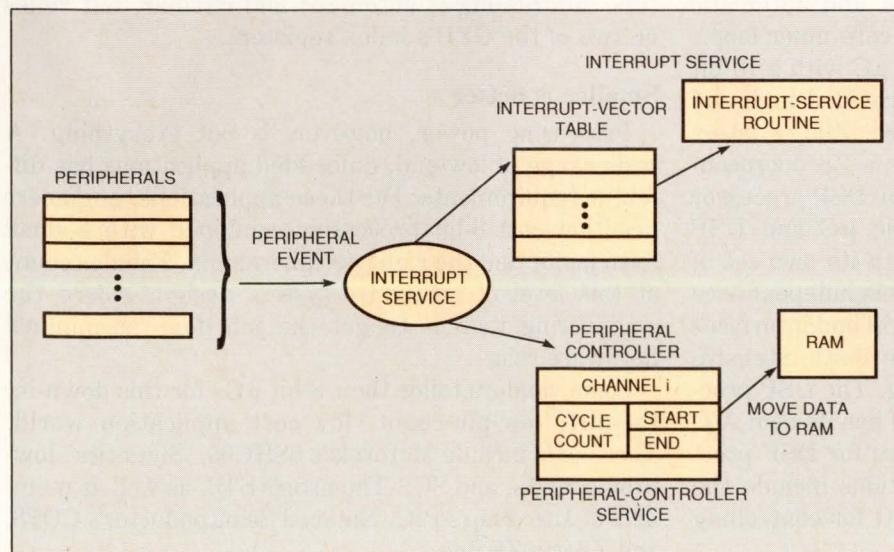 PERIPHERALS
PERIPHERAL
EVENT
INTERRUPT
SERVICE
INTERRUPT-VECTOR
TABLE
INTERRUPT SERVICE
INTERRUPT-SERVICE
ROUTINE
PERIPHERAL
CONTROLLER
CHANNEL i
CYCLE
COUNT
START
END
PERIPHERAL-CONTROLLER
SERVICE
RAM
MOVE DATA
TO RAM